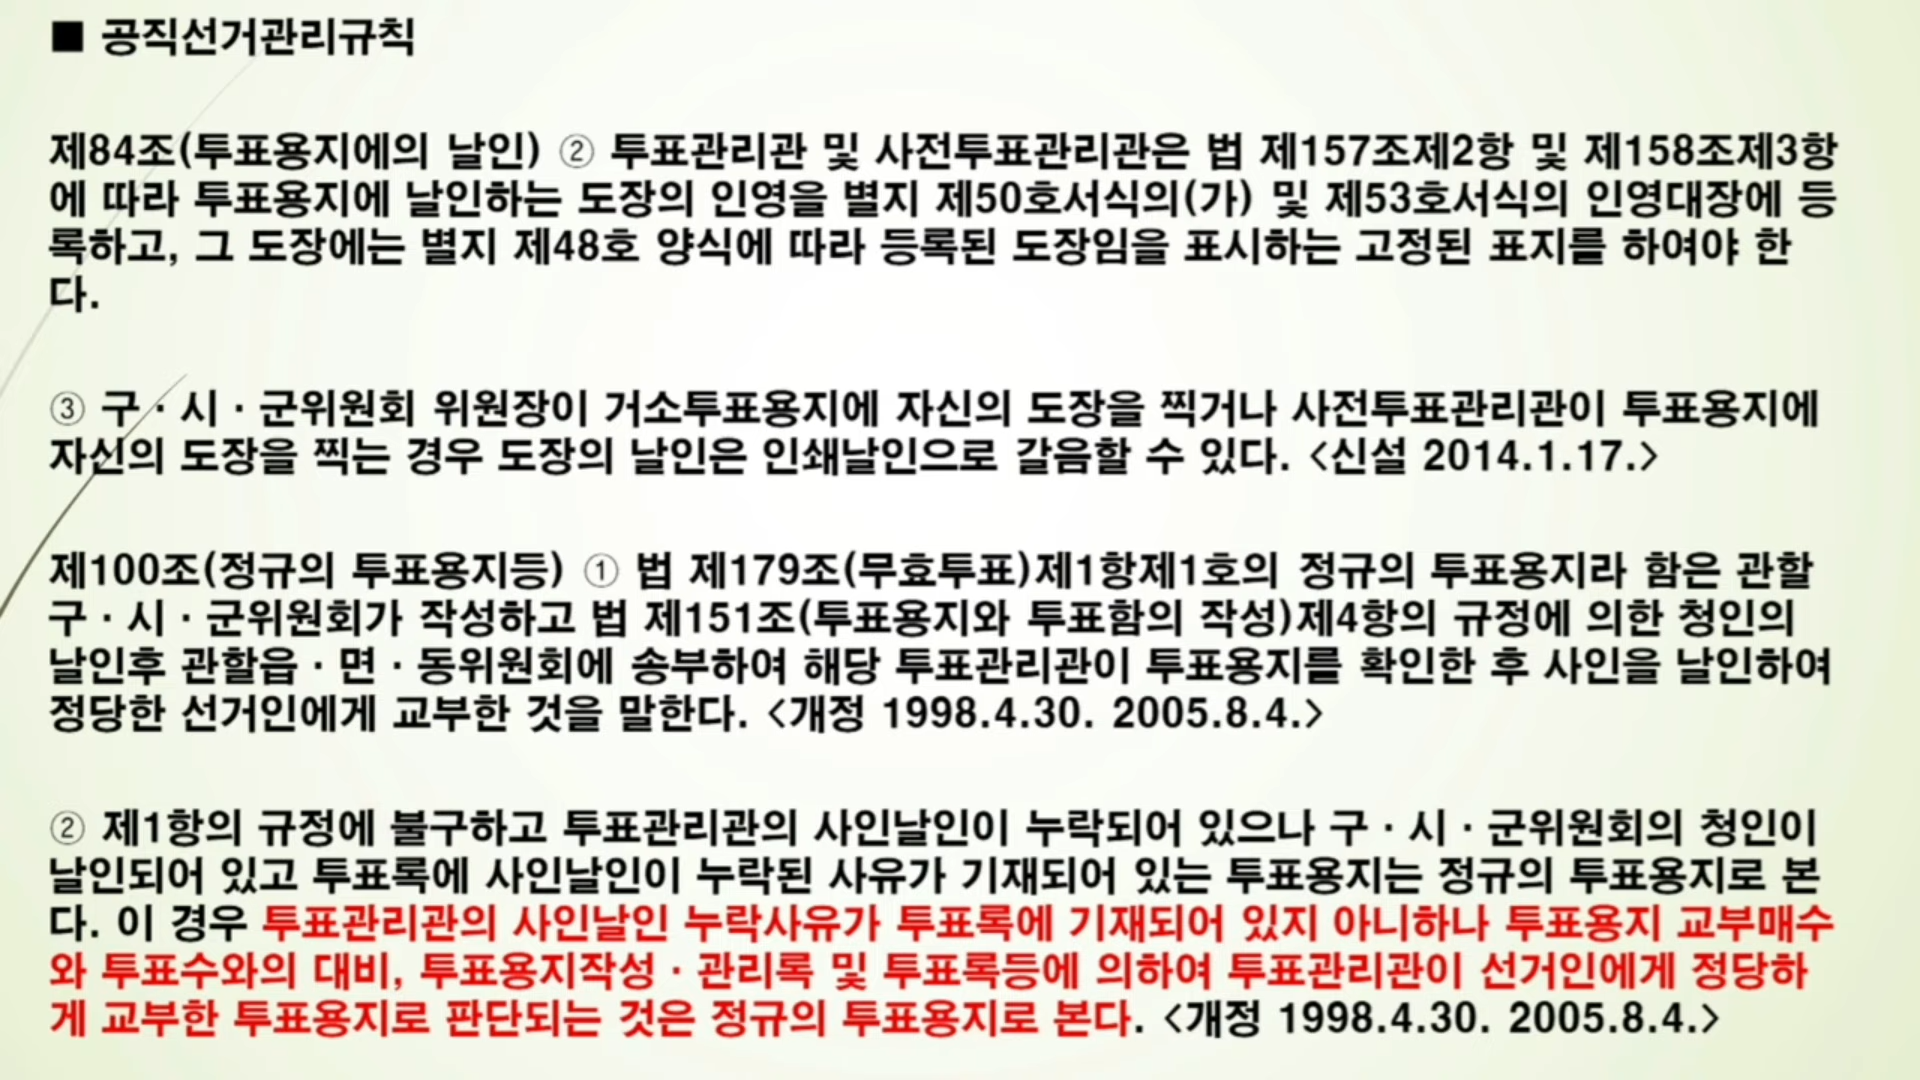 ■ 공직선거관리규칙
제84조(투표용지에의 날인) ② 투표관리관 및 사전투표관리관은 법 제157조제2항 및 제158조제3항
에 따라 투표용지에 날인하는 도장의 인영을 별지 제50호서식의(가) 및 제53호서식의 인영대장에 등
록하고, 그 도장에는 별지 제48호 양식에 따라 등록된 도장임을 표시하는 고정된 표지를 하여야 한
다.
③ 구·시·군위원회 위원장이 거소투표용지에 자신의 도장을 찍거나 사전투표관리관이 투표용지에
자신의 도장을 찍는 경우 도장의 날인은 인쇄날인으로 갈음할 수 있다. <신설 2014.1.17.>
제100조(정규의 투표용지등) ① 법 제179조(무효투표)제1항제1호의 정규의 투표용지라 함은 관할
구·시·군위원회가 작성하고 법 제151조(투표용지와 투표함의 작성)제4항의 규정에 의한 청인의
날인후 관할읍·면·동위원회에 송부하여 해당 투표관리관이 투표용지를 확인한 후 사인을 날인하여
정당한 선거인에게 교부한 것을 말한다. <개정 1998.4.30. 2005.8.4.>
② 제1항의 규정에 불구하고 투표관리관의 사인날인이 누락되어 있으나 구·시·군위원회의 청인이
날인되어 있고 투표록에 사인날인이 누락된 사유가 기재되어 있는 투표용지는 정규의 투표용지로 본
다. 이 경우 투표관리관의 사인날인 누락사유가 투표록에 기재되어 있지 아니하나 투표용지 교부매수
와 투표수와의 대비, 투표용지작성·관리록 및 투표록등에 의하여 투표관리관이 선거인에게 정당하
게 교부한 투표용지로 판단되는 것은 정규의 투표용지로 본다. <개정 1998.4.30. 2005.8.4.>